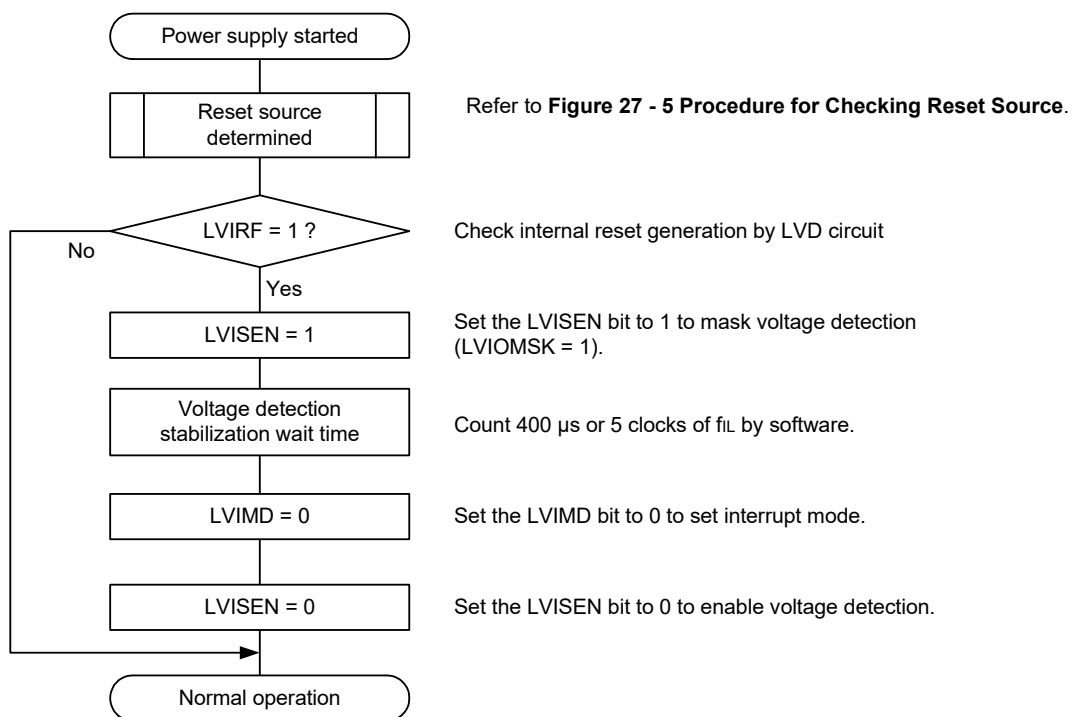 Power supply started
Reset source
determined
Refer to Figure 27 - 5 Procedure for Checking Reset Source.
LVIRF = 1 ?
Check internal reset generation by LVD circuit
No
Yes
LVISEN = 1
Set the LVISEN bit to 1 to mask voltage detection
(LVIOMSK = 1).
Voltage detection
stabilization wait time
Count 400 µs or 5 clocks of fIL by software.
LVIMD = 0
Set the LVIMD bit to 0 to set interrupt mode.
LVISEN = 0
Set the LVISEN bit to 0 to enable voltage detection.
Normal operation